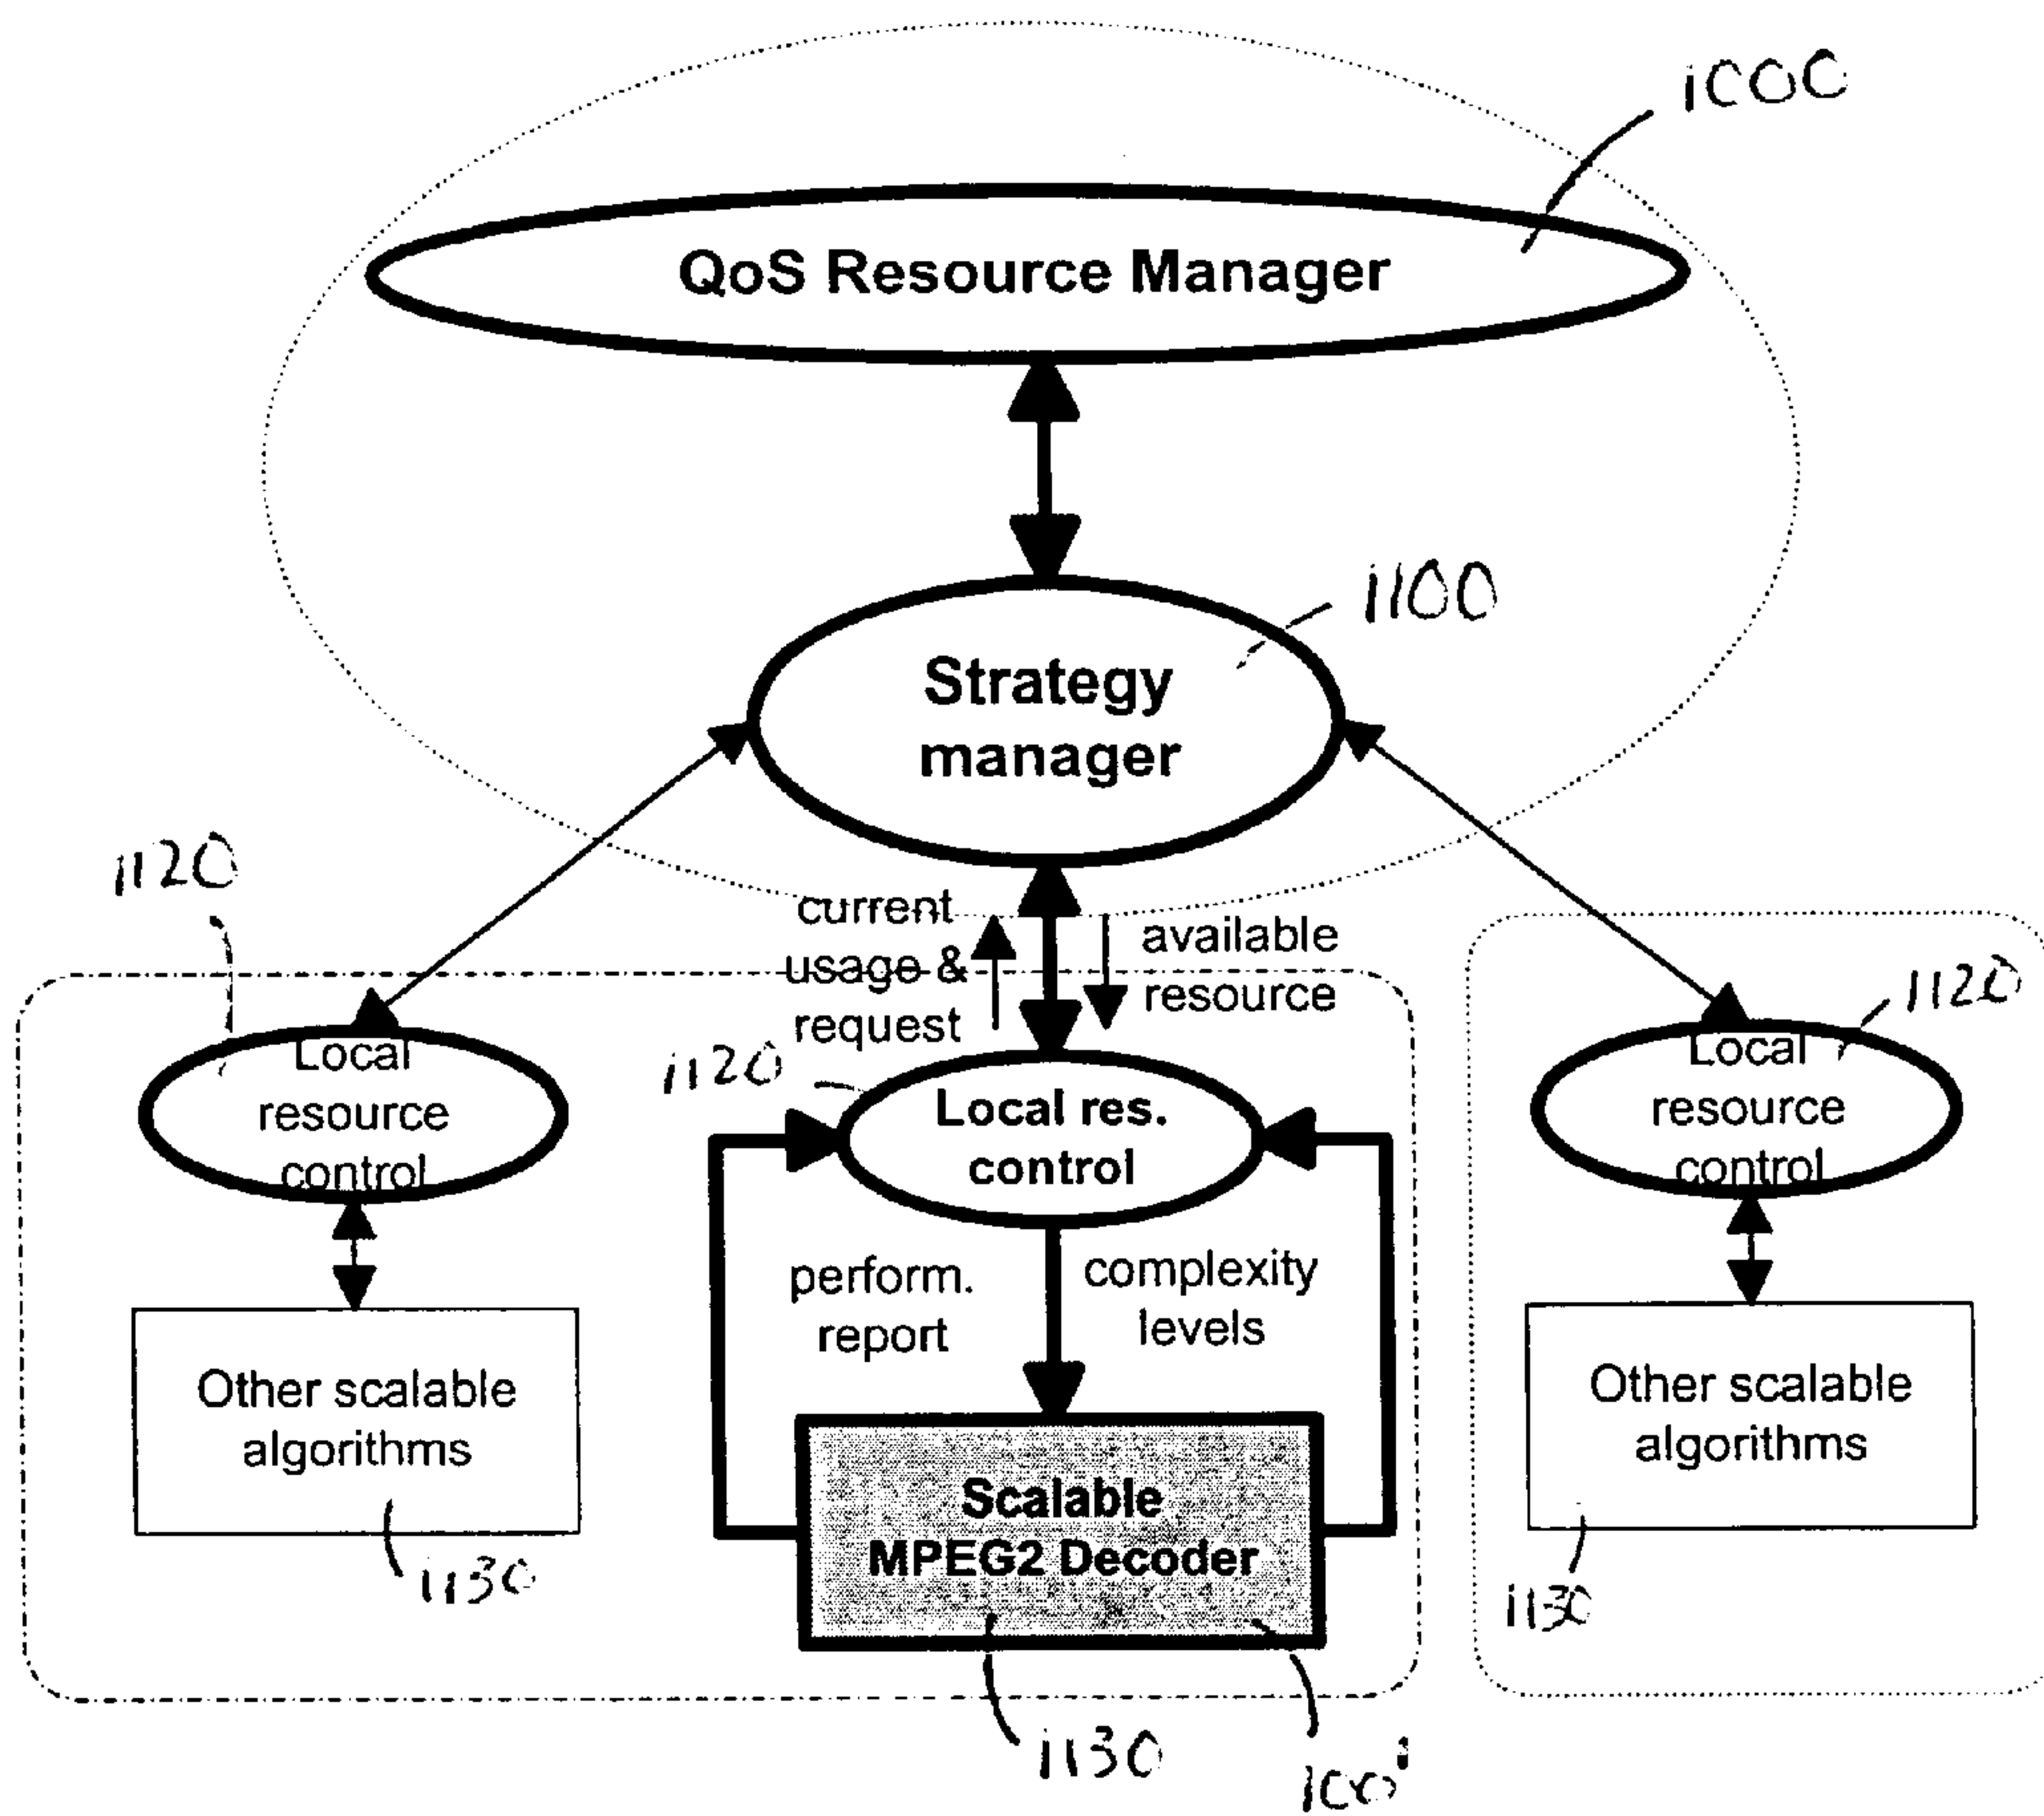 1000
QoS Resource Manager
1100
Strategy
manager
1120
current
usage &
request
available
resource
1120
1120
Local
resource
control
Local res.
control
Local
resource
control
perform.
report
complexity
levels
Other scalable
algorithms
Other scalable
algorithms
Scalable
MPEG2 Decoder
1130
1130
1130
100'